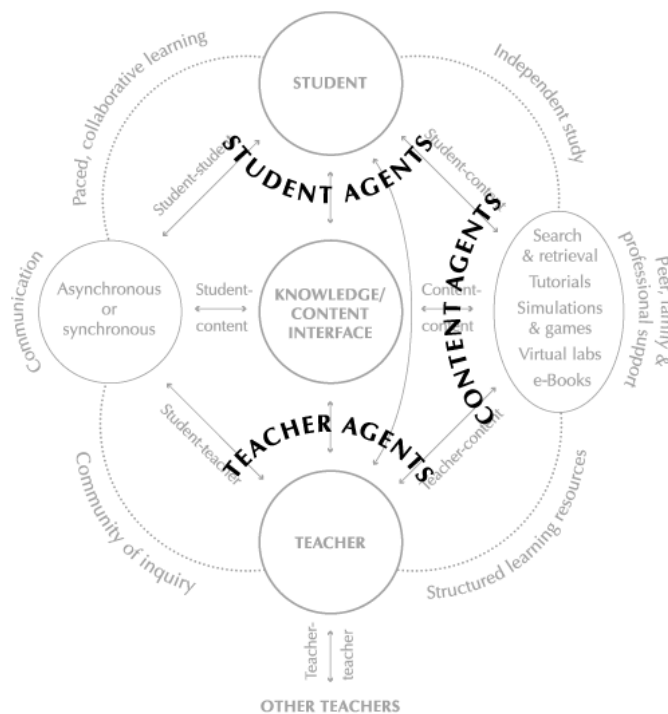 STUDENT
Paced, collaborative learning
Independent study
Student-student
Student-content
STUDENT AGENTS
CONTENT AGENTS
Communication
Asynchronous
or
synchronous
Student-
content
KNOWLEDGE/
CONTENT
INTERFACE
Content-
content
Search
& retrieval
Tutorials
Simulations
& games
Virtual labs
e-Books
Peer, family &
professional support
Student-teacher
TEACHER AGENTS
Teacher-content
Community of inquiry
TEACHER
Structured learning resources
Teacher-
teacher
OTHER TEACHERS